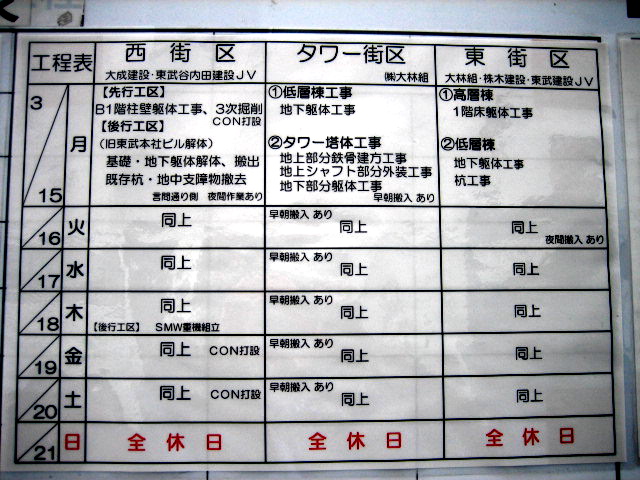 工程表
西街区
大成建設・東武谷内田建設JV
タワー街区
㈱大林組
東街区
大林組・株木建設・東武建設JV
3
15
月
【先行工区】
B1階柱壁躯体工事、3次掘削
CON打設
【後行工区】
(旧東武本社ビル解体)
基礎・地下躯体解体、搬出
既存杭・地中支障物撤去
言問通り側 夜間作業あり
①低層棟工事
地下躯体工事
②タワー塔体工事
地上部分鉄骨建方工事
地上シャフト部分外装工事
地下部分躯体工事
早朝搬入あり
①高層棟
1階床躯体工事
②低層棟
地下躯体工事
杭工事
16
火
同上
早朝搬入 あり
同上
同上
夜間搬入 あり
17
水
同上
早朝搬入 あり
同上
同上
18
木
同上
【後行工区】 SMW重機組立
早朝搬入 あり
同上
同上
19
金
同上 CON打設
早朝搬入 あり
同上
同上
20
土
同上 CON打設
早朝搬入 あり
同上
同上
21
日
全休日
全休日
全休日